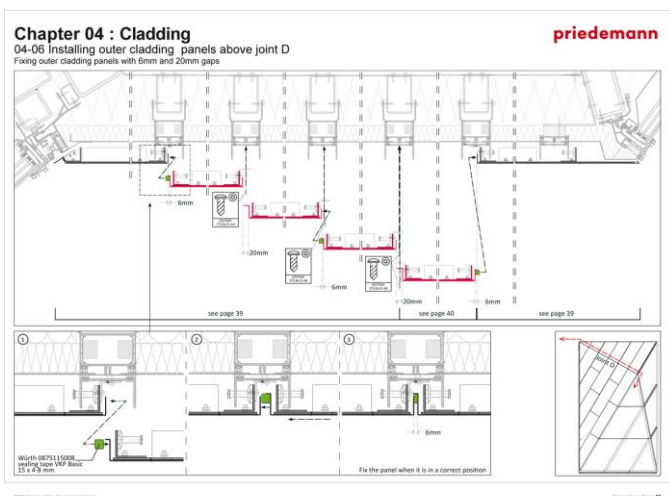 Chapter 04 : Cladding
priedemann
04-06 Installing outer cladding panels above joint D
Fixing outer cladding panels with 6mm and 20mm gaps
6mm
20mm
6mm
20mm
6mm
see page 39
see page 40
see page 39
1
2
3
Joint D
6mm
Würth 0875115008
sealing tape VKP Basic
15 x 4-8 mm
Fix the panel when it is in a correct position